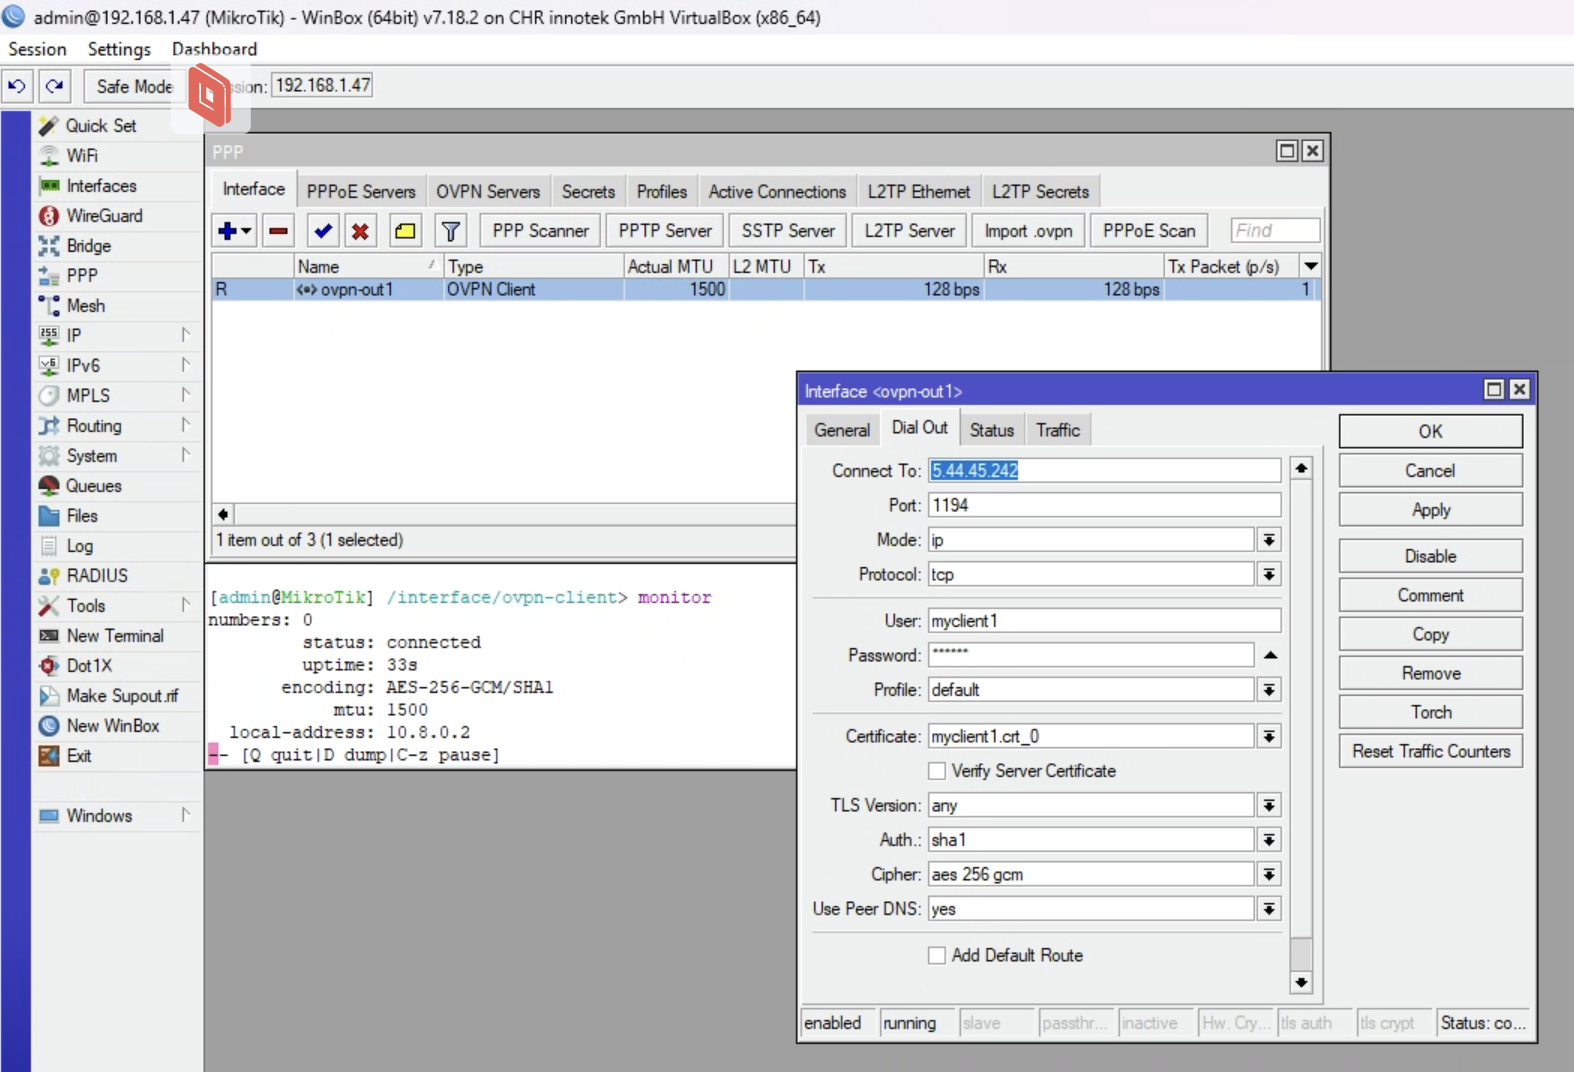 admin@192.168.1.47 (MikroTik) - WinBox (64bit) v7.18.2 on CHR innotek GmbH VirtualBox (x86_64)
Session Settings Dashboard
Safe Mode ssion: 192.168.1.47
Quick Set
WiFi
Interfaces
WireGuard
Bridge
PPP
Mesh
IP
IPv6
MPLS
Routing
System
Queues
Files
Log
RADIUS
Tools
New Terminal
Dot1X
Make Supout.rif
New WinBox
Exit
Windows
PPP
Interface PPPoE Servers OVPN Servers Secrets Profiles Active Connections L2TP Ethernet L2TP Secrets
PPP Scanner PPTP Server SSTP Server L2TP Server Import .ovpn PPPoE Scan Find
Name Type Actual MTU L2 MTU Tx Rx Tx Packet (p/s)
R <•> ovpn-out1 OVPN Client 1500 128 bps 128 bps 1
1 item out of 3 (1 selected)
[admin@MikroTik] /interface/ovpn-client> monitor
numbers: 0
status: connected
uptime: 33s
encoding: AES-256-GCM/SHA1
mtu: 1500
local-address: 10.8.0.2
-- [Q quit|D dump|C-z pause]
Interface <ovpn-out1>
General Dial Out Status Traffic
Connect To: 5.44.45.242
Port: 1194
Mode: ip
Protocol: tcp
User: myclient1
Password: ******
Profile: default
Certificate: myclient1.crt_0
Verify Server Certificate
TLS Version: any
Auth.: sha1
Cipher: aes 256 gcm
Use Peer DNS: yes
Add Default Route
OK
Cancel
Apply
Disable
Comment
Copy
Remove
Torch
Reset Traffic Counters
enabled running slave passthr... inactive Hw. Cry... tls auth tls crypt Status: co...